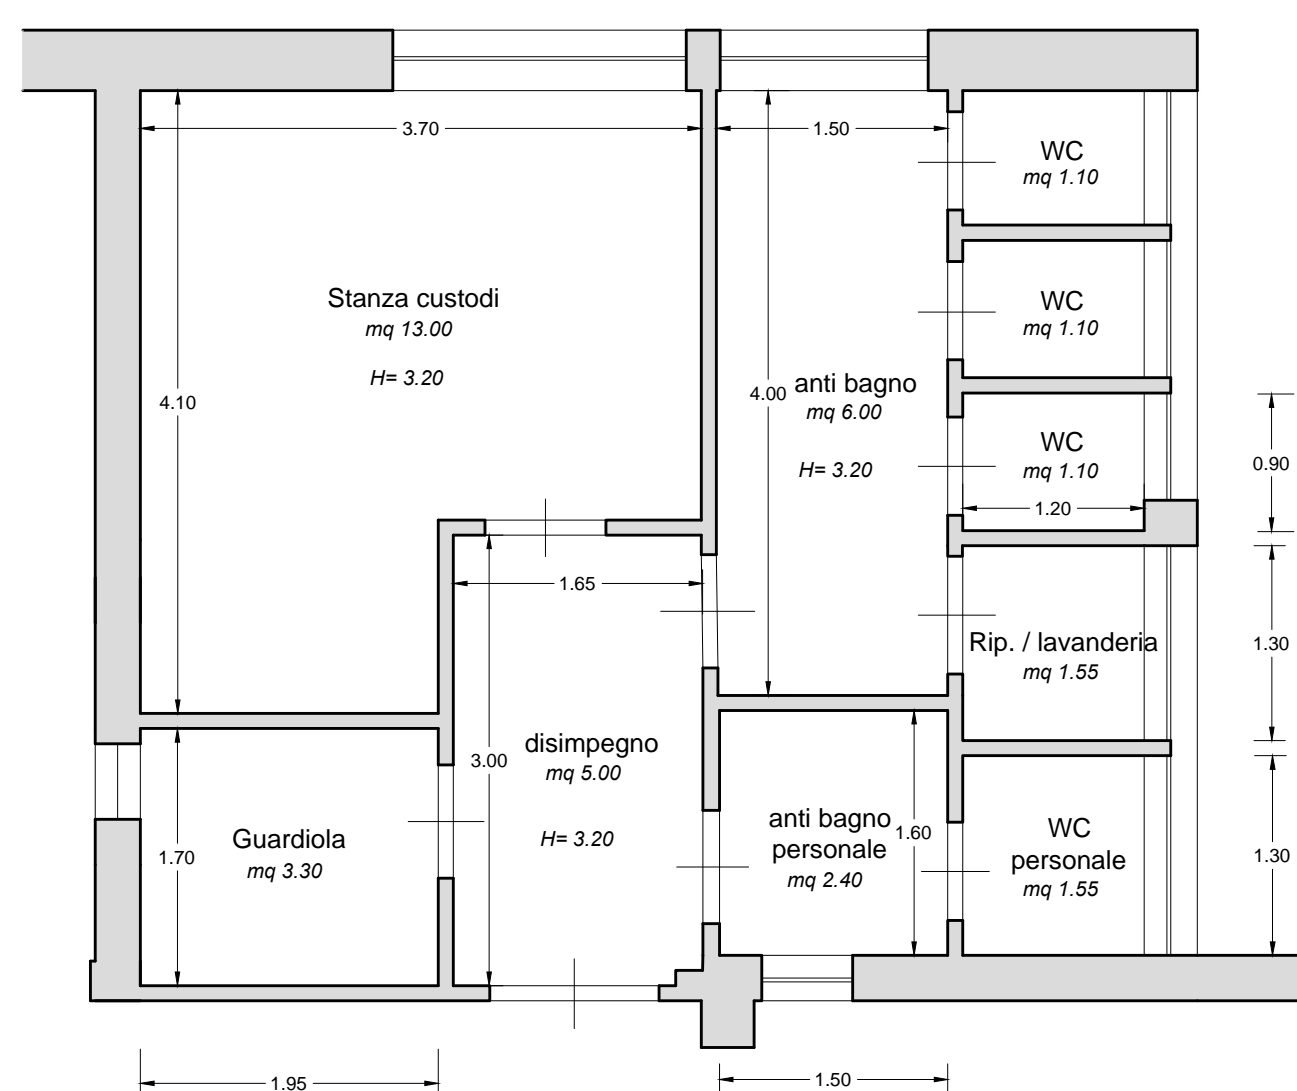 3.70
1.50
WC
mq 1.10
Stanza custodi
mq 13.00
H= 3.20
4.10
WC
mq 1.10
4.00
anti bagno
mq 6.00
H= 3.20
WC
mq 1.10
1.20
0.90
1.65
Rip. / lavanderia
mq 1.55
1.30
disimpegno
mq 5.00
H= 3.20
3.00
Guardiola
mq 3.30
1.70
anti bagno
personale
mq 2.40
1.60
WC
personale
mq 1.55
1.30
1.95
1.50